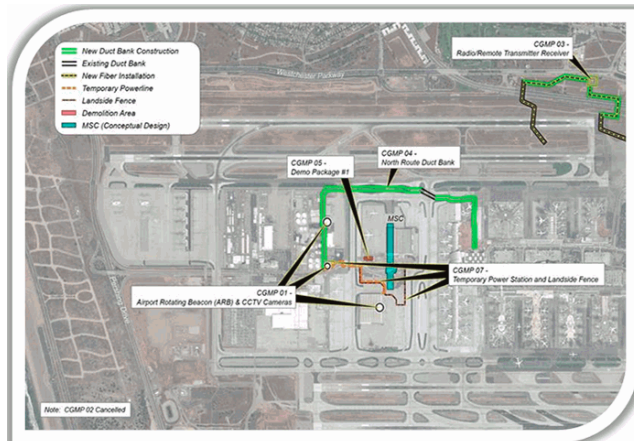 New Duct Bank Construction
Existing Duct Bank
New Fiber Installation
Temporary Powerline
Landside Fence
Demolition Area
MSC (Conceptual Design)
Westchester Parkway
CGMP 03 -
Radio/Remote Transmitter
Receiver
CGMP 05 -
Demo Package #1
CGMP 04 -
North Route Duct Bank
MSC
Pershing Drive
CGMP 01 -
Airport Rotating Beacon (ARB) & CCTV Cameras
CGMP 07 -
Temporary Power Station and Landside Fence
Note: CGMP 02 Cancelled